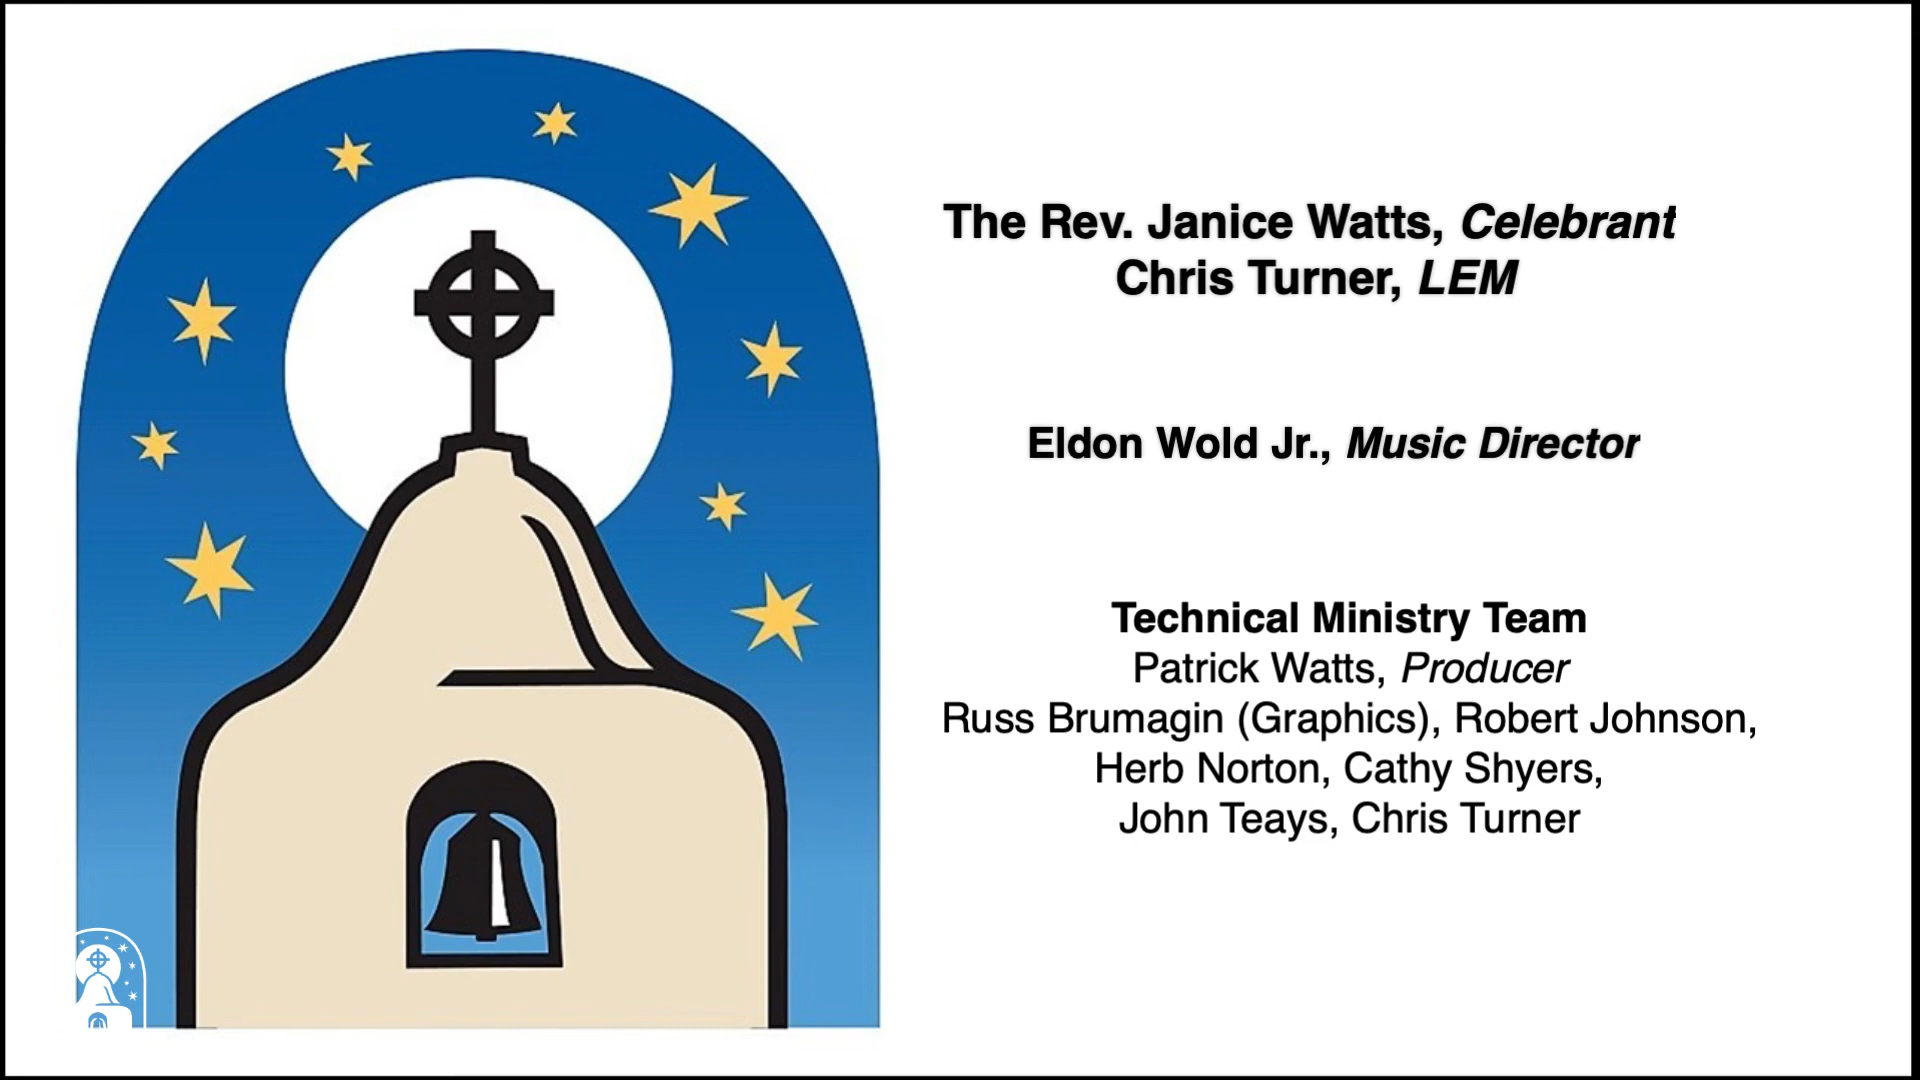 The Rev. Janice Watts, Celebrant
Chris Turner, LEM
Eldon Wold Jr., Music Director
Technical Ministry Team
Patrick Watts, Producer
Russ Brumagin (Graphics), Robert Johnson,
Herb Norton, Cathy Shyers,
John Teays, Chris Turner